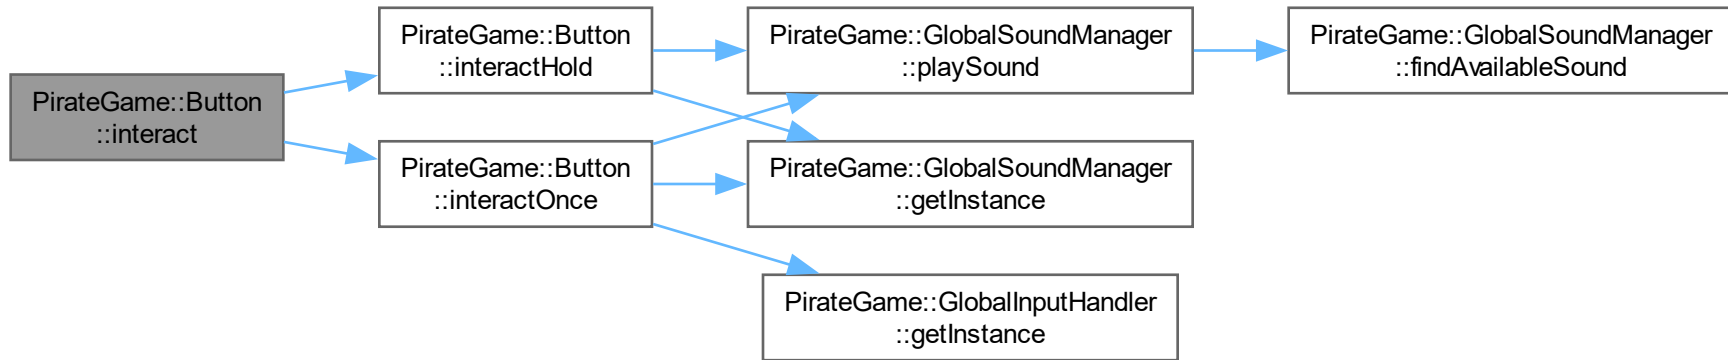 PirateGame::Button
::interact
PirateGame::Button
::interactHold
PirateGame::Button
::interactOnce
PirateGame::GlobalSoundManager
::playSound
PirateGame::GlobalSoundManager
::getInstance
PirateGame::GlobalInputHandler
::getInstance
PirateGame::GlobalSoundManager
::findAvailableSound